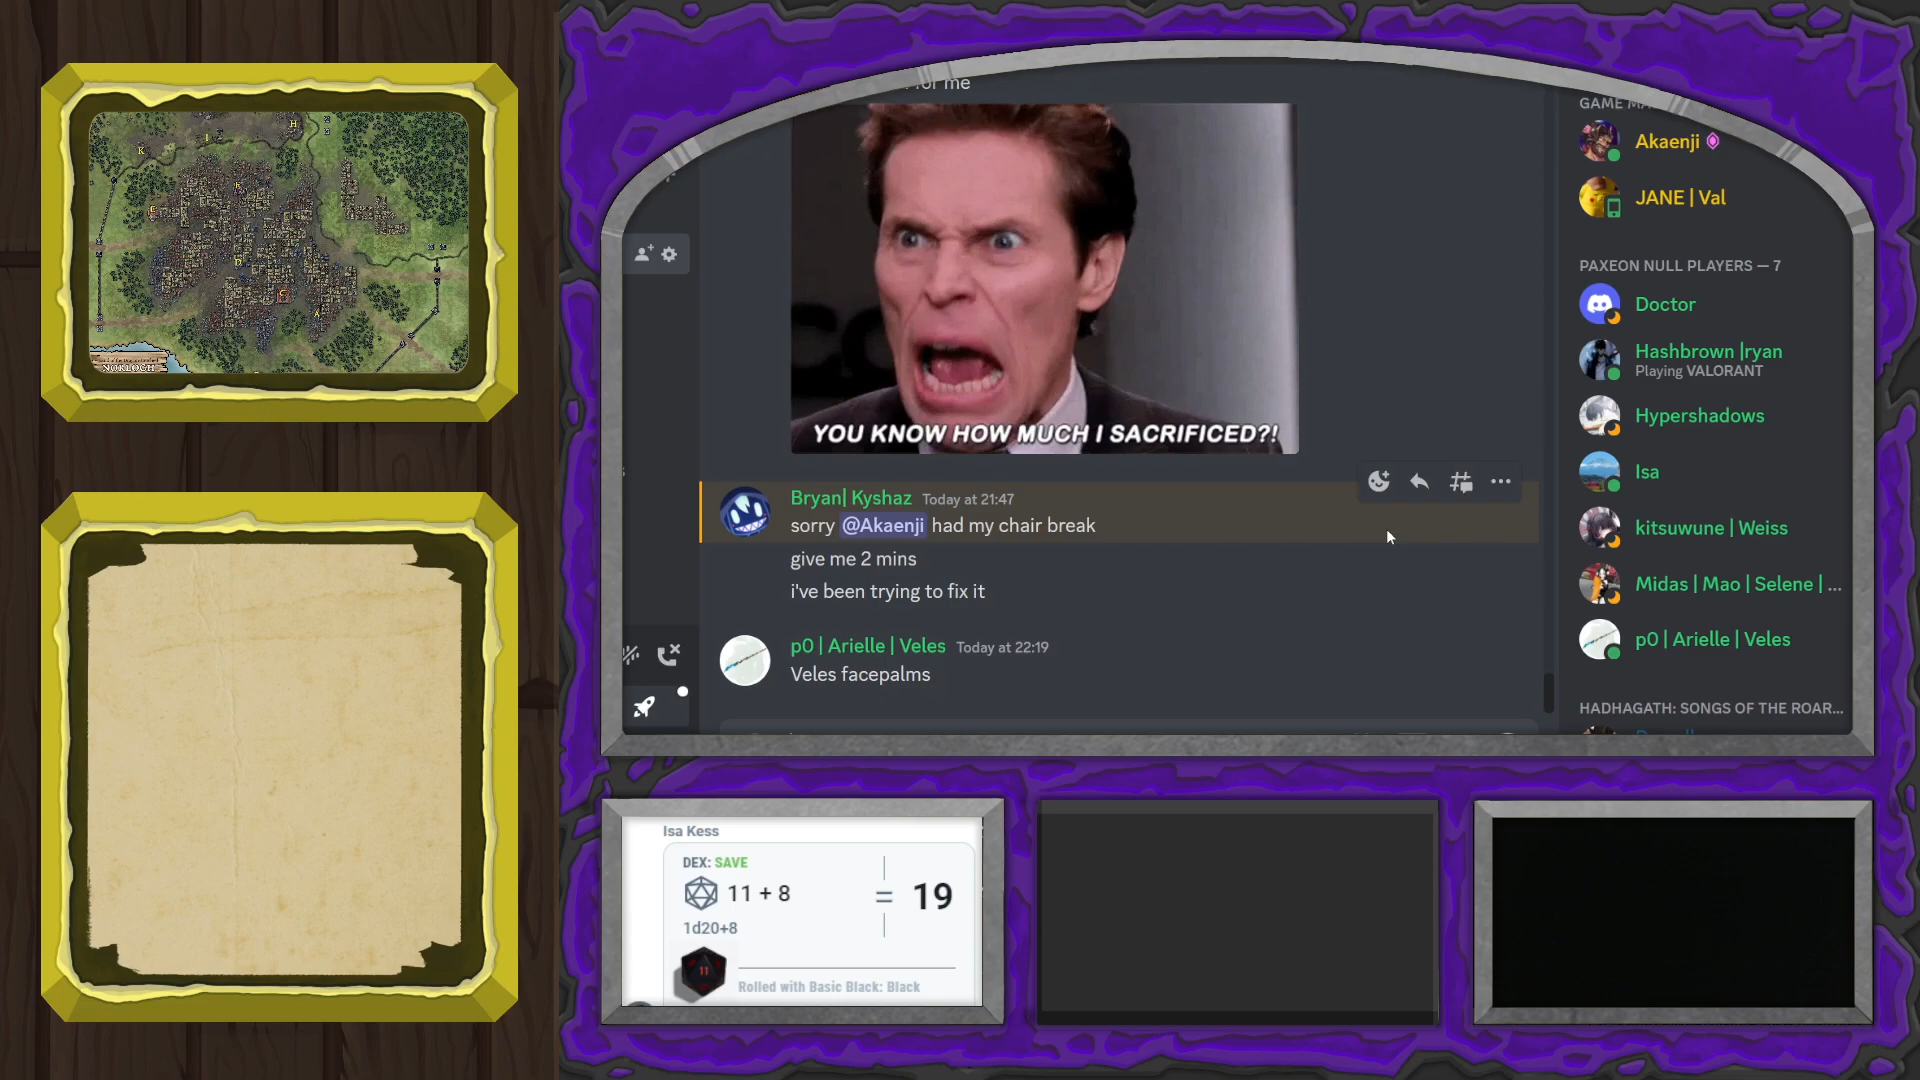 K
I
H
F
E
D
C
A
NORLOCH
for me
YOU KNOW HOW MUCH I SACRIFICED?!
Bryan| Kyshaz Today at 21:47
sorry @Akaenji had my chair break
give me 2 mins
i've been trying to fix it
p0 | Arielle | Veles Today at 22:19
Veles facepalms
Akaenji
JANE | Val
PAXEON NULL PLAYERS — 7
Doctor
Hashbrown |ryan
Playing VALORANT
Hypershadows
Isa
kitsuwune | Weiss
Midas | Mao | Selene | ...
p0 | Arielle | Veles
HADHAGATH: SONGS OF THE ROAR...
Isa Kess
DEX: SAVE
11 + 8 = 19
1d20+8
11
Rolled with Basic Black: Black